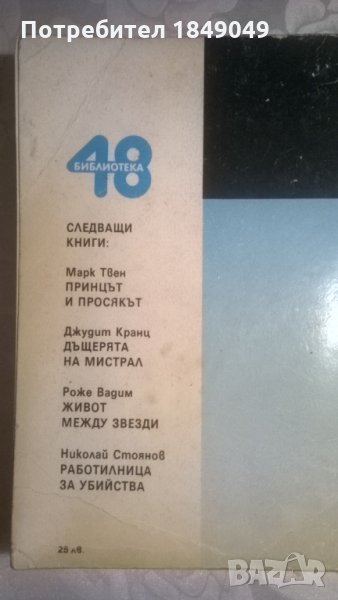 Потребител 1849049
48
БИБЛИОТЕКА
СЛЕДВАЩИ
КНИГИ:
Марк Твен
ПРИНЦЪТ
И ПРОСЯКЪТ
Джудит Кранц
ДЪЩЕРЯТА
НА МИСТРАЛ
Роже Вадим
ЖИВОТ
МЕЖДУ ЗВЕЗДИ
Николай Стоянов
РАБОТИЛНИЦА
ЗА УБИЙСТВА
25 лв.
BAZAR